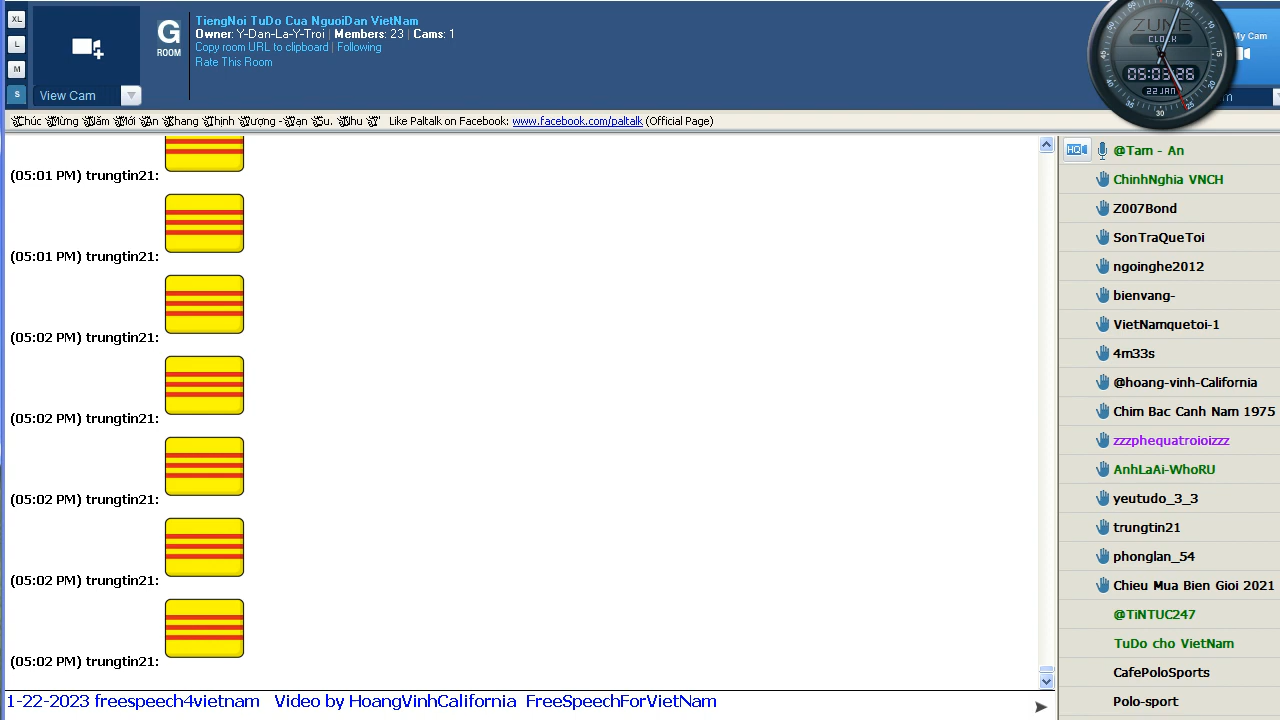 XL
L
M
S
View Cam
G
ROOM
TiengNoi TuDo Cua NguoiDan VietNam
Owner: Y-Dan-La-Y-Troi | Members: 23 | Cams: 1
Copy room URL to clipboard | Following
Rate This Room
ZUNE
CLOCK
05:03:26
22 JAN
My Cam
Like Paltalk on Facebook: www.facebook.com/paltalk (Official Page)
(05:01 PM) trungtin21:
(05:01 PM) trungtin21:
(05:02 PM) trungtin21:
(05:02 PM) trungtin21:
(05:02 PM) trungtin21:
(05:02 PM) trungtin21:
(05:02 PM) trungtin21:
HQ
@Tam - An
ChinhNghia VNCH
Z007Bond
SonTraQueToi
ngoinghe2012
bienvang-
VietNamquetoi-1
4m33s
@hoang-vinh-California
Chim Bac Canh Nam 1975
zzzphequatroioizzz
AnhLaAi-WhoRU
yeutudo_3_3
trungtin21
phonglan_54
Chieu Mua Bien Gioi 2021
@TiNTUC247
TuDo cho VietNam
CafePoloSports
Polo-sport
1-22-2023 freespeech4vietnam Video by HoangVinhCalifornia FreeSpeechForVietNam